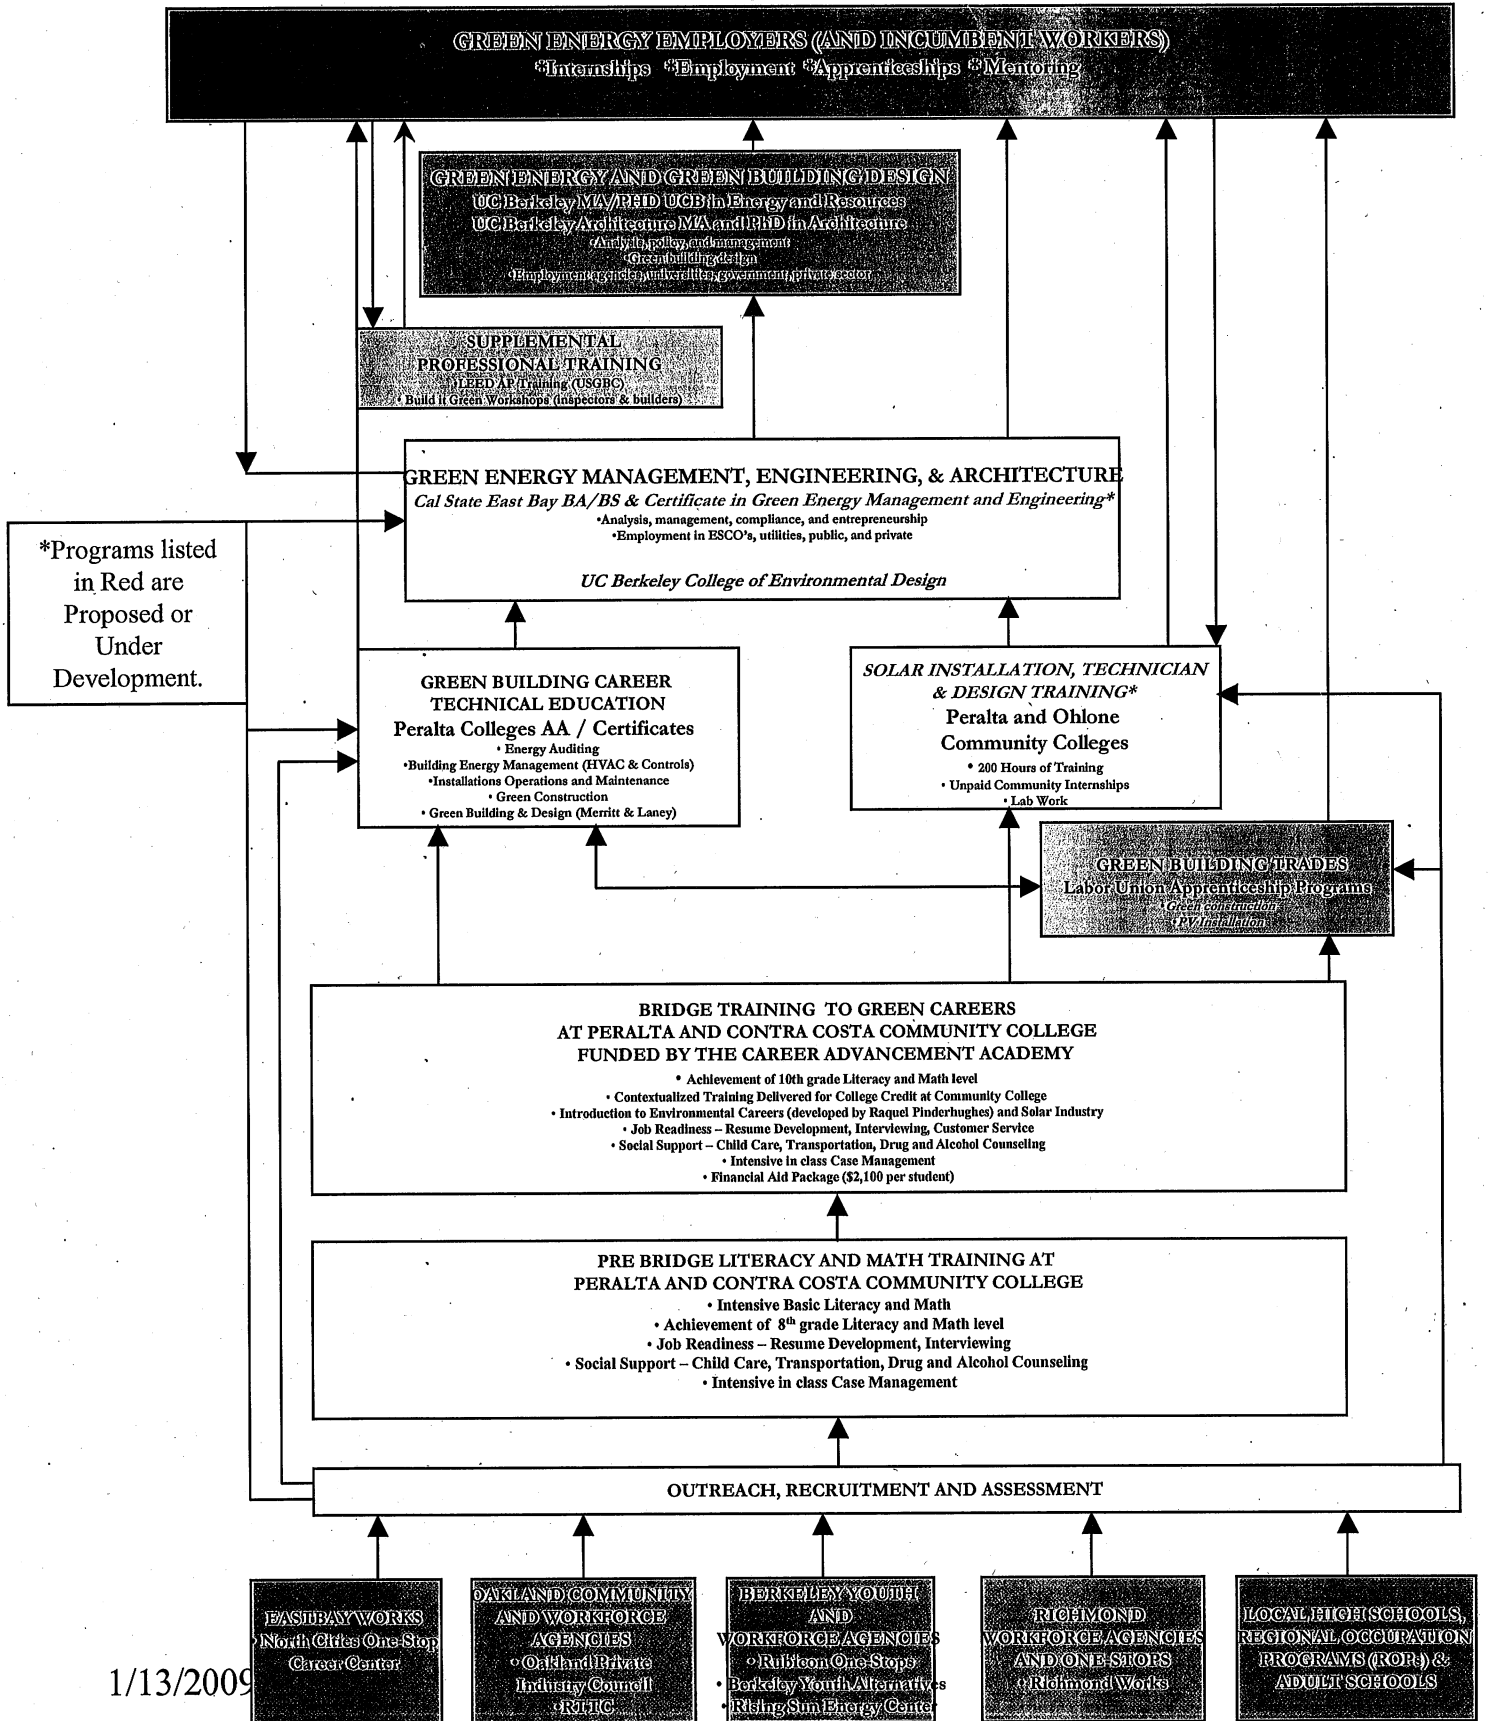 GREEN ENERGY EMPLOYERS (AND INCUMBENT WORKERS)
*Internships *Employment *Apprenticeships * Mentoring
GREEN ENERGY AND GREEN BUILDING DESIGN
UC Berkeley MA/PHD UCB in Energy and Resources
UC Berkeley Architecture MA and PhD in Architecture
•Analysis, policy, and management
•Green building design
•Employment agencies, universities, government, private sector
SUPPLEMENTAL
PROFESSIONAL TRAINING
•LEED AP Training (USGBC)
• Build it Green Workshops (inspectors & builders)
GREEN ENERGY MANAGEMENT, ENGINEERING, & ARCHITECTURE
Cal State East Bay BA/BS & Certificate in Green Energy Management and Engineering*
•Analysis, management, compliance, and entrepreneurship
•Employment in ESCO's, utilities, public, and private
UC Berkeley College of Environmental Design
*Programs listed
in Red are
Proposed or
Under
Development.
GREEN BUILDING CAREER
TECHNICAL EDUCATION
Peralta Colleges AA / Certificates
• Energy Auditing
•Building Energy Management (HVAC & Controls)
•Installations Operations and Maintenance
• Green Construction
• Green Building & Design (Merritt & Laney)
SOLAR INSTALLATION, TECHNICIAN
& DESIGN TRAINING*
Peralta and Ohlone
Community Colleges
• 200 Hours of Training
• Unpaid Community Internships
• Lab Work
GREEN BUILDING TRADES
Labor Union Apprenticeship Programs
•Green construction
•PV-Installation
BRIDGE TRAINING TO GREEN CAREERS
AT PERALTA AND CONTRA COSTA COMMUNITY COLLEGE
FUNDED BY THE CAREER ADVANCEMENT ACADEMY
• Achievement of 10th grade Literacy and Math level
• Contextualized Training Delivered for College Credit at Community College
• Introduction to Environmental Careers (developed by Raquel Pinderhughes) and Solar Industry
• Job Readiness – Resume Development, Interviewing, Customer Service
• Social Support – Child Care, Transportation, Drug and Alcohol Counseling
• Intensive in class Case Management
• Financial Aid Package ($2,100 per student)
PRE BRIDGE LITERACY AND MATH TRAINING AT
PERALTA AND CONTRA COSTA COMMUNITY COLLEGE
• Intensive Basic Literacy and Math
• Achievement of 8th grade Literacy and Math level
• Job Readiness – Resume Development, Interviewing
• Social Support – Child Care, Transportation, Drug and Alcohol Counseling
• Intensive in class Case Management
OUTREACH, RECRUITMENT AND ASSESSMENT
EASTBAY WORKS
• North Cities One-Stop
Career Center
OAKLAND COMMUNITY
AND WORKFORCE
AGENCIES
• Oakland Private
Industry Council
•RTTC
BERKELEY YOUTH
AND
WORKFORCE AGENCIES
• Rubicon One-Stops
• Berkeley Youth Alternatives
• Rising Sun Energy Center
RICHMOND
WORKFORCE AGENCIES
AND ONE STOPS
• Richmond Works
LOCAL HIGH SCHOOLS,
REGIONAL OCCUPATION
PROGRAMS (ROPs) &
ADULT SCHOOLS
1/13/2009